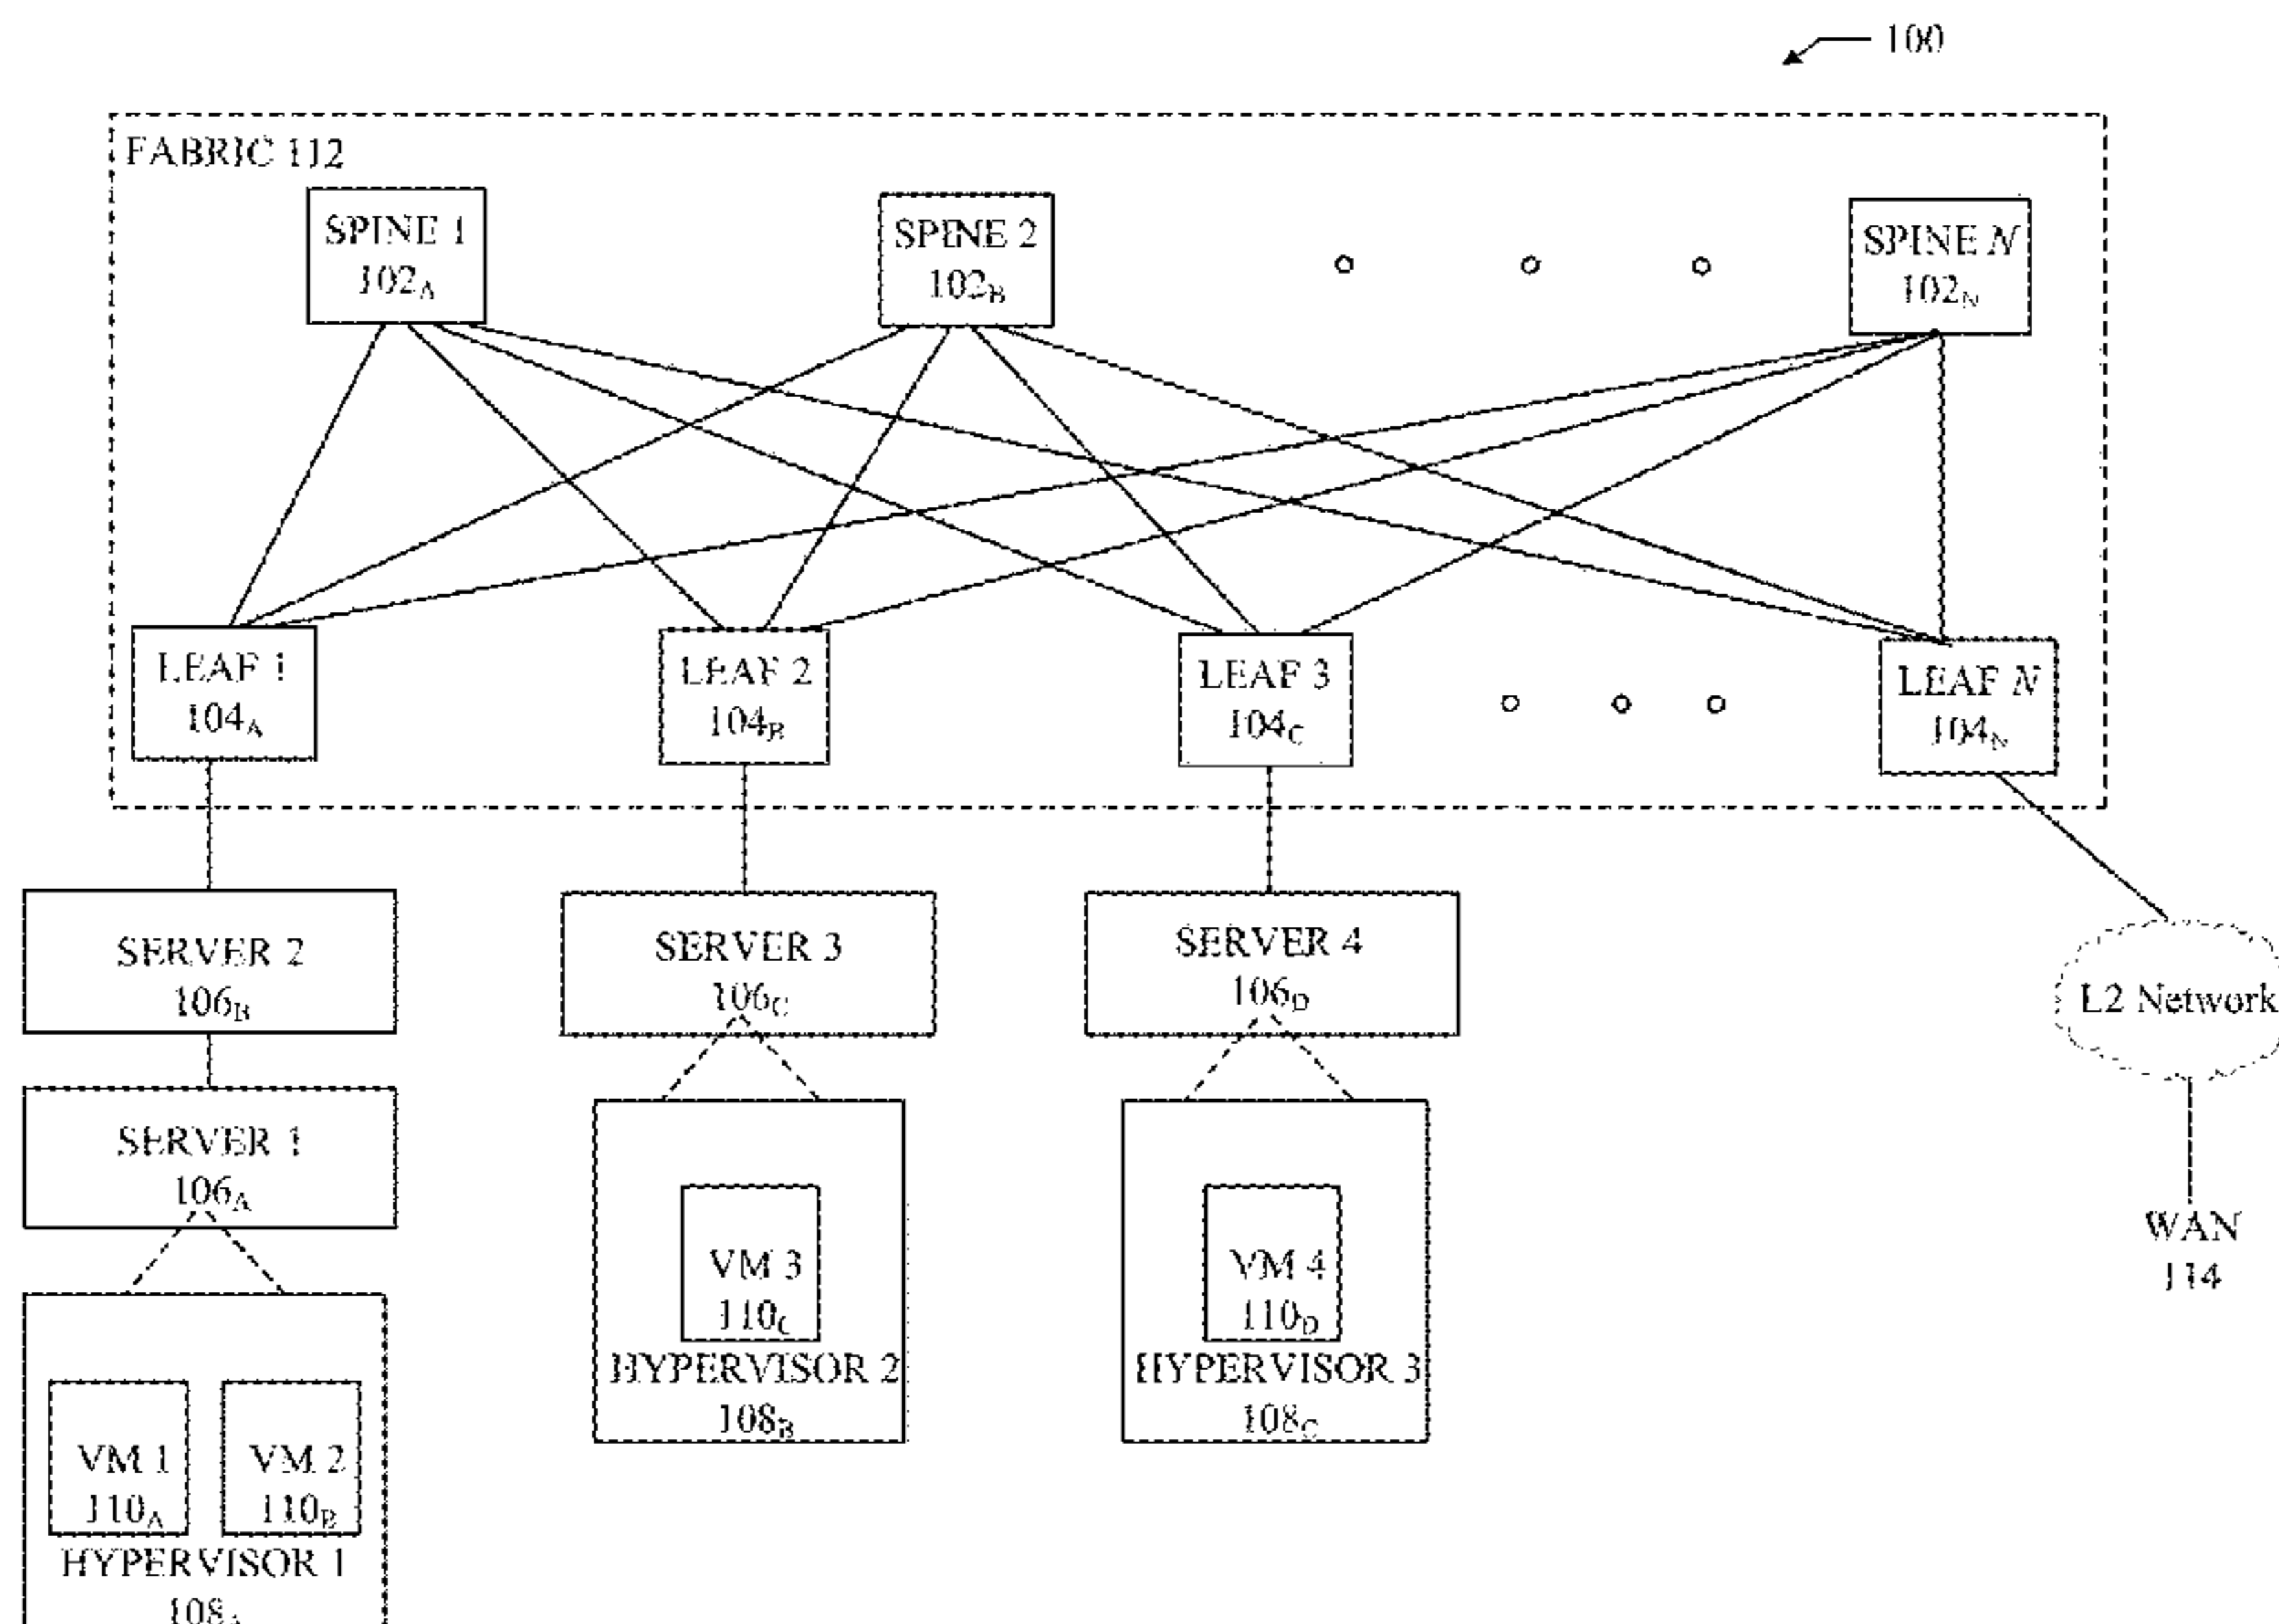 100
FABRIC 112
SPINE 1
102A
SPINE 2
102B
SPINE N
102N
LEAF 1
104A
LEAF 2
104B
LEAF 3
104C
LEAF N
104N
SERVER 2
106B
SERVER 3
106C
SERVER 4
106D
L2 Network
SERVER 1
106A
VM 3
110C
HYPERVISOR 2
108B
VM 4
110D
HYPERVISOR 3
108C
WAN
114
VM 1
110A
VM 2
110B
HYPERVISOR 1
108A